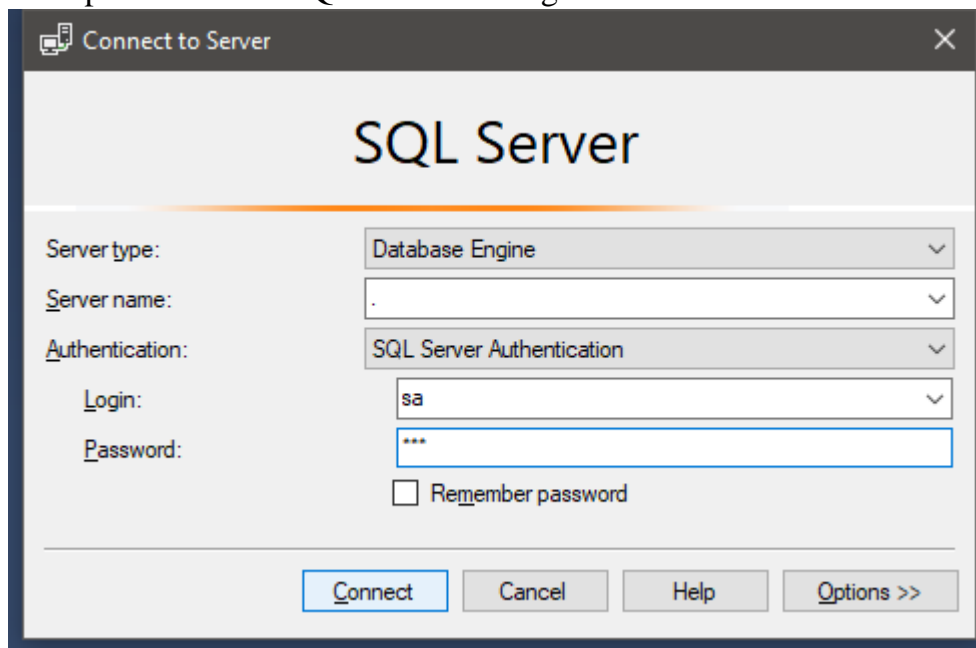 Connect to Server
SQL Server
Server type: Database Engine
Server name: .
Authentication: SQL Server Authentication
Login: sa
Password: ***
Remember password
Connect Cancel Help Options >>